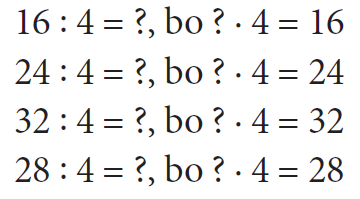 16 : 4 = ?, bo ? · 4 = 16
24 : 4 = ?, bo ? · 4 = 24
32 : 4 = ?, bo ? · 4 = 32
28 : 4 = ?, bo ? · 4 = 28